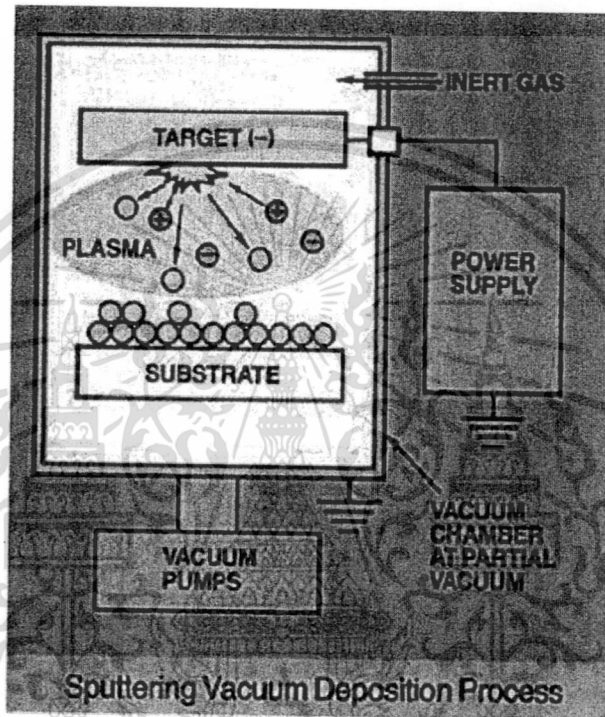 INERT GAS
TARGET (−)
PLASMA
POWER
SUPPLY
SUBSTRATE
VACUUM
CHAMBER
AT PARTIAL
VACUUM
VACUUM
PUMPS
Sputtering Vacuum Deposition Process